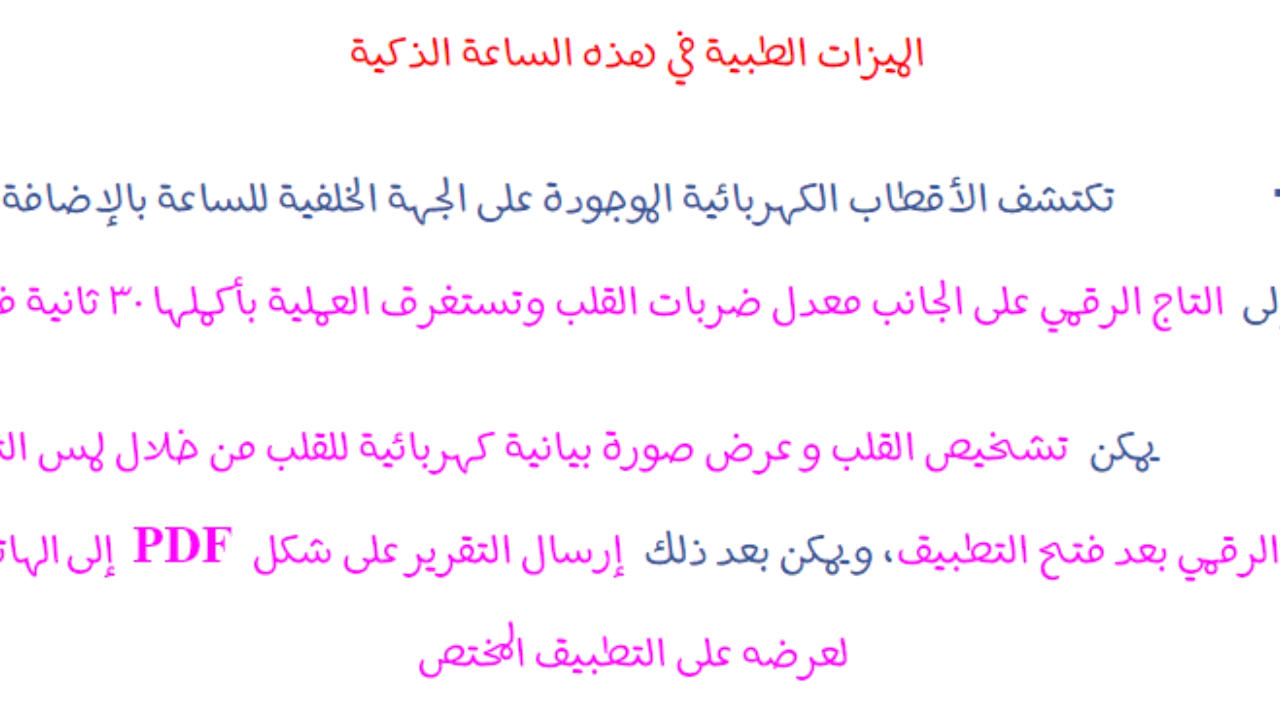 الميزات الطبية في هذه الساعة الذكية
تكتشف الأقطاب الكهربائية الموجودة على الجهة الخلفية للساعة بالإضافة
التاج الرقمي على الجانب معدل ضربات القلب وتستغرق العملية بأكملها ٣٠ ثانية
يمكن تشخيص القلب و عرض صورة بيانية كهربائية للقلب من خلال لمس
الرقمي بعد فتح التطبيق، ويمكن بعد ذلك إرسال التقرير على شكل PDF إلى
لعرضه على التطبيق المختص